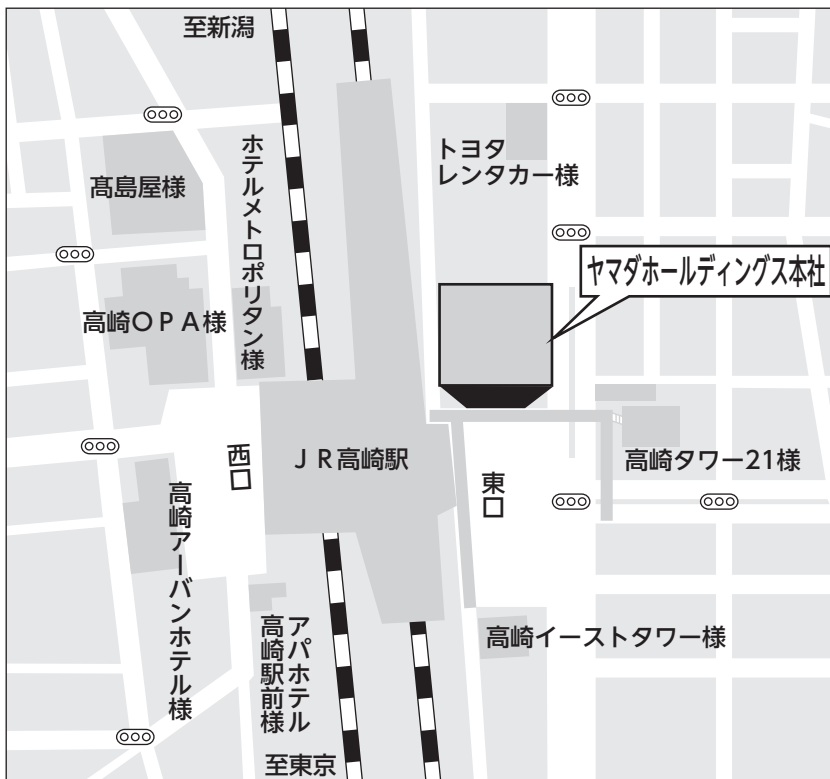 至新潟
髙島屋様
ホテルメトロポリタン様
トヨタ
レンタカー様
ヤマダホールディングス本社
高崎ＯＰＡ様
西口
ＪＲ高崎駅
東口
高崎タワー21様
高崎アーバンホテル様
アパホテル
高崎駅前様
高崎イーストタワー様
至東京